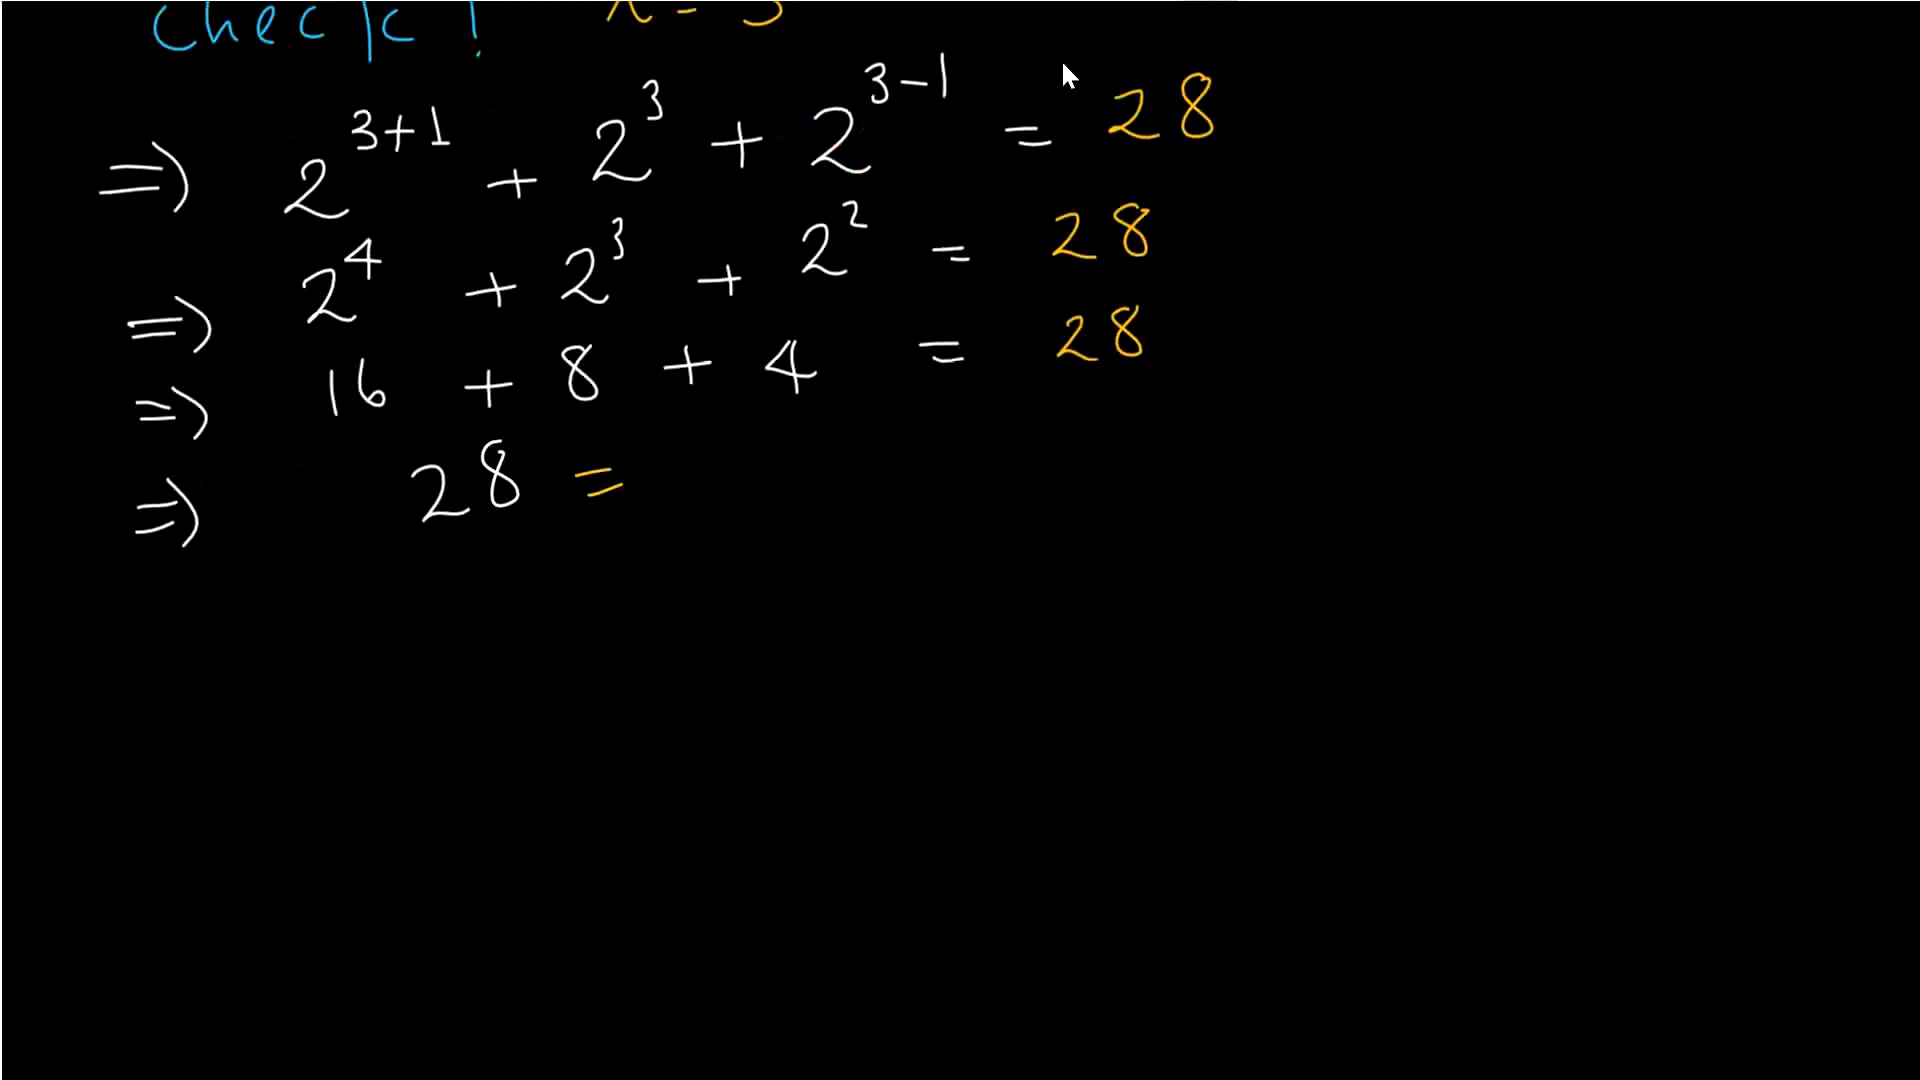 Check! x = 3
⇒ 2^{3+1} + 2^3 + 2^{3-1} = 28
⇒ 2^4 + 2^3 + 2^2 = 28
⇒ 16 + 8 + 4 = 28
⇒ 28 =